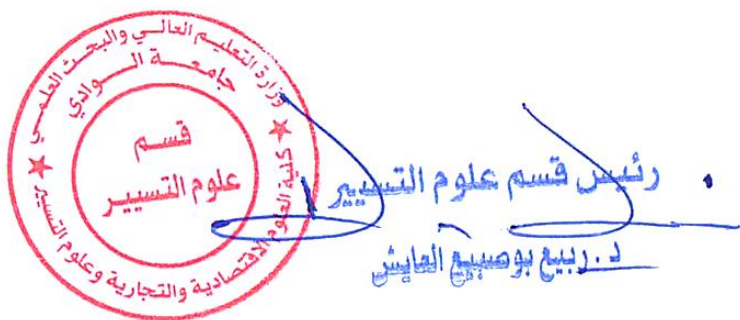 وزارة التعليم العالي والبحث العلمي
جامعة الوادي
قسم
علوم التسيير
كلية العلوم الاقتصادية والتجارية وعلوم التسيير
رئيس قسم علوم التسيير
د. ربيع بوصبيع العايش